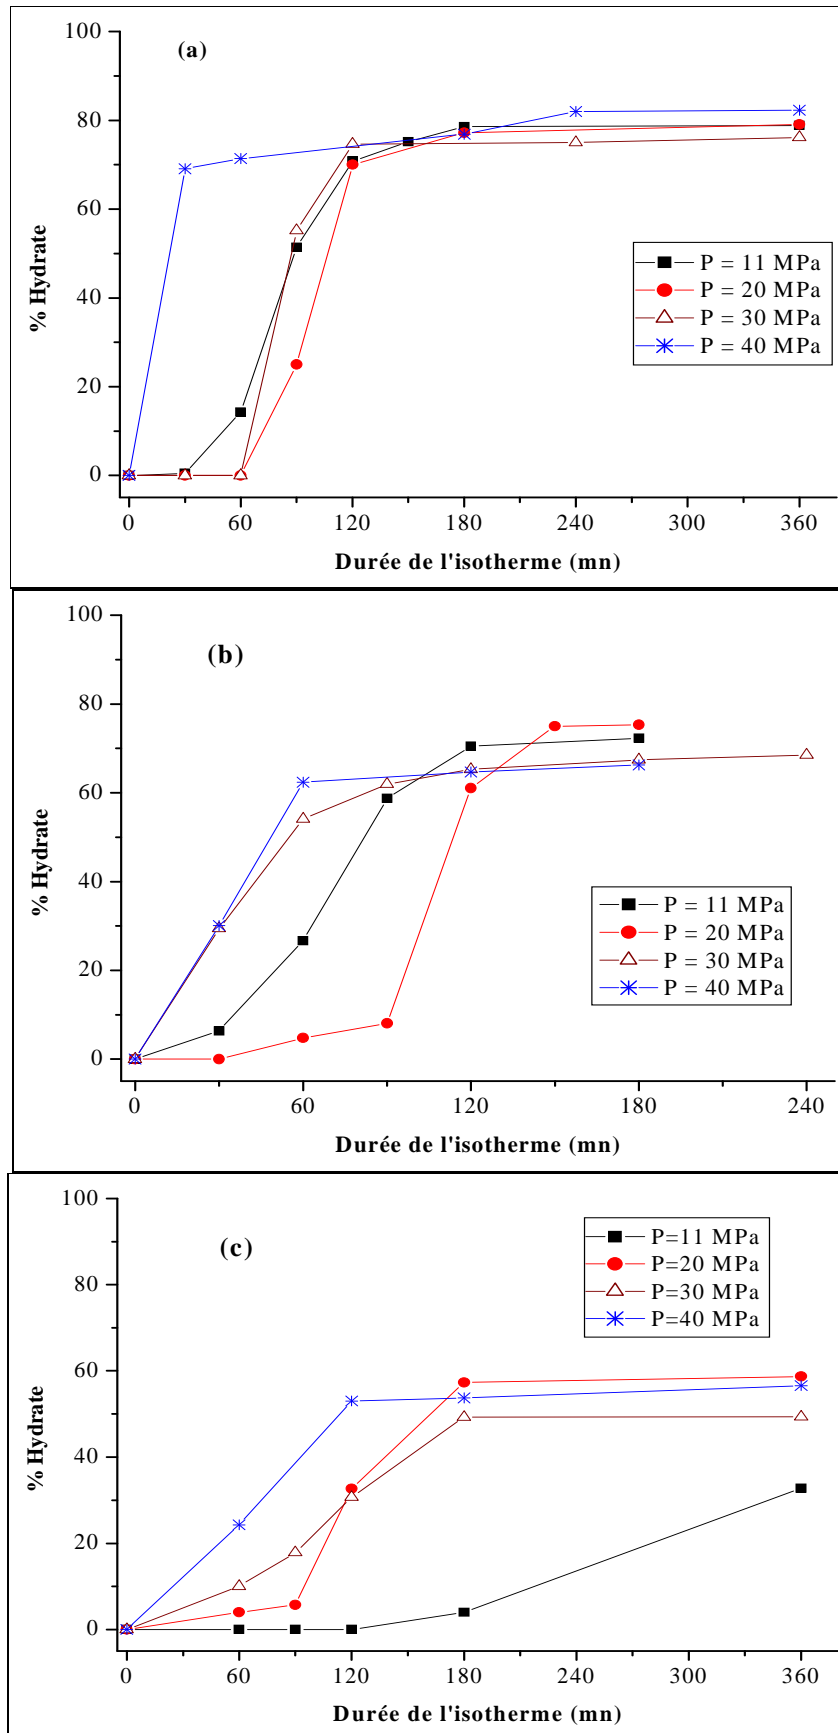 (a)
100
80
60
40
20
0
% Hydrate
P = 11 MPa
P = 20 MPa
P = 30 MPa
P = 40 MPa
0 60 120 180 240 300 360
Durée de l'isotherme (mn)
(b)
100
80
60
40
20
0
% Hydrate
P = 11 MPa
P = 20 MPa
P = 30 MPa
P = 40 MPa
0 60 120 180 240
Durée de l'isotherme (mn)
(c)
100
80
60
40
20
0
% Hydrate
P=11 MPa
P=20 MPa
P=30 MPa
P=40 MPa
0 60 120 180 240 300 360
Durée de l'isotherme (mn)